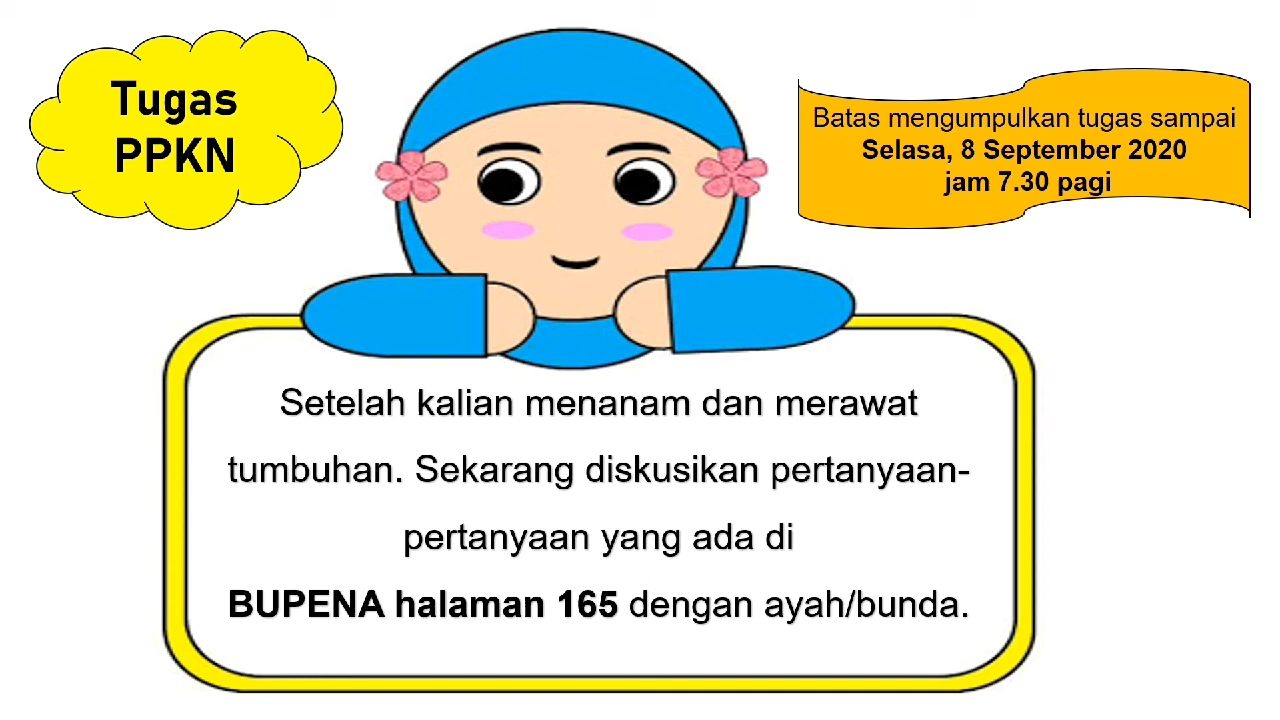 Tugas
PPKN
Batas mengumpulkan tugas sampai
Selasa, 8 September 2020
jam 7.30 pagi
Setelah kalian menanam dan merawat
tumbuhan. Sekarang diskusikan pertanyaan-
pertanyaan yang ada di
BUPENA halaman 165 dengan ayah/bunda.